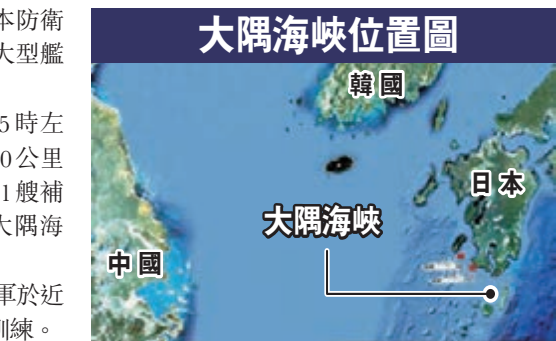 本防衛
大型艦
5時左
0公里
1艘補
大隅海
軍於近
訓練。
大隅海峽位置圖
韓國
日本
大隅海峽
中國